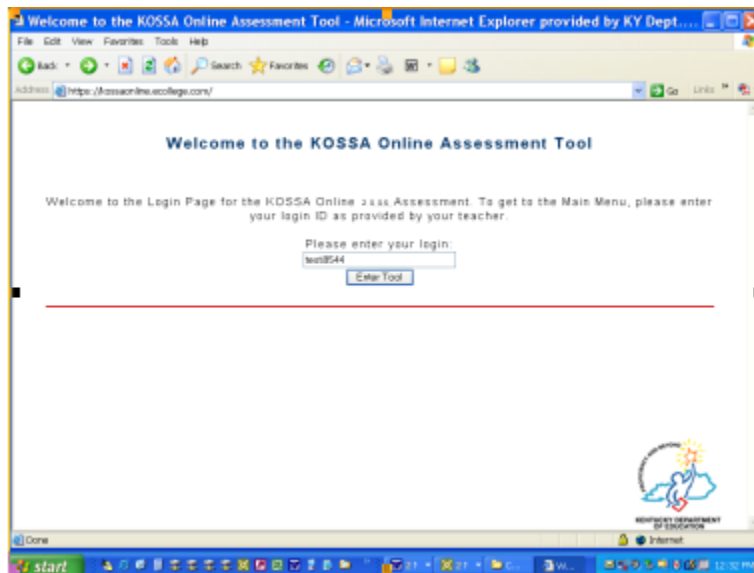 Welcome to the KOSSA Online Assessment Tool - Microsoft Internet Explorer provided by KY Dept....
File Edit View Favorites Tools Help
Back Search Favorites
Address https://kossaonline.ecollege.com/ Go Links
Welcome to the KOSSA Online Assessment Tool
Welcome to the Login Page for the KOSSA Online Assessment. To get to the Main Menu, please enter
your login ID as provided by your teacher.
Please enter your login:
test8544
Enter Tool
KENTUCKY DEPARTMENT
OF EDUCATION
Done Internet
start 12:32 PM